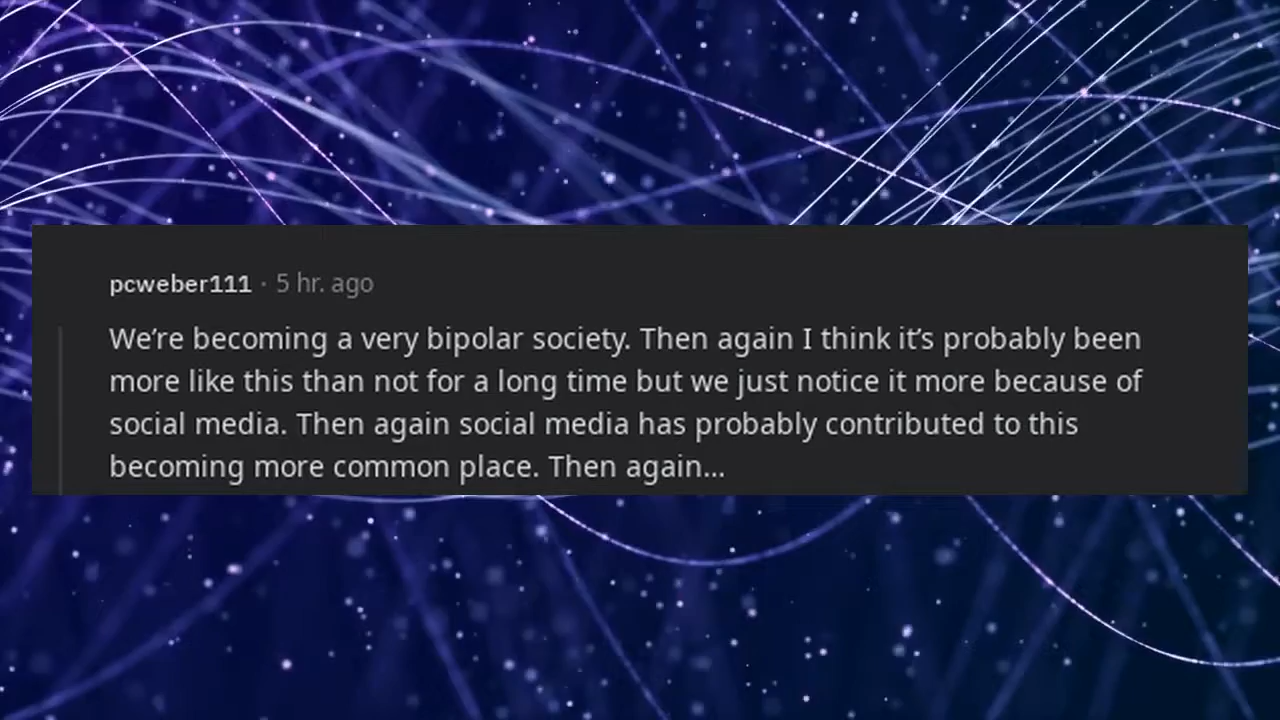 pcweber111 · 5 hr. ago
We’re becoming a very bipolar society. Then again I think it’s probably been
more like this than not for a long time but we just notice it more because of
social media. Then again social media has probably contributed to this
becoming more common place. Then again...